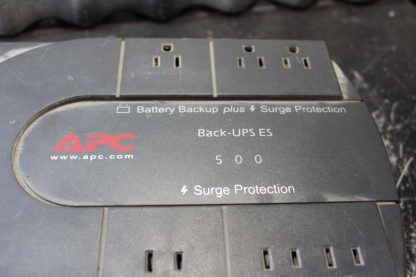 Battery Backup plus Surge Protection
APC
www.apc.com
Back-UPS ES
5 0 0
Surge Protection